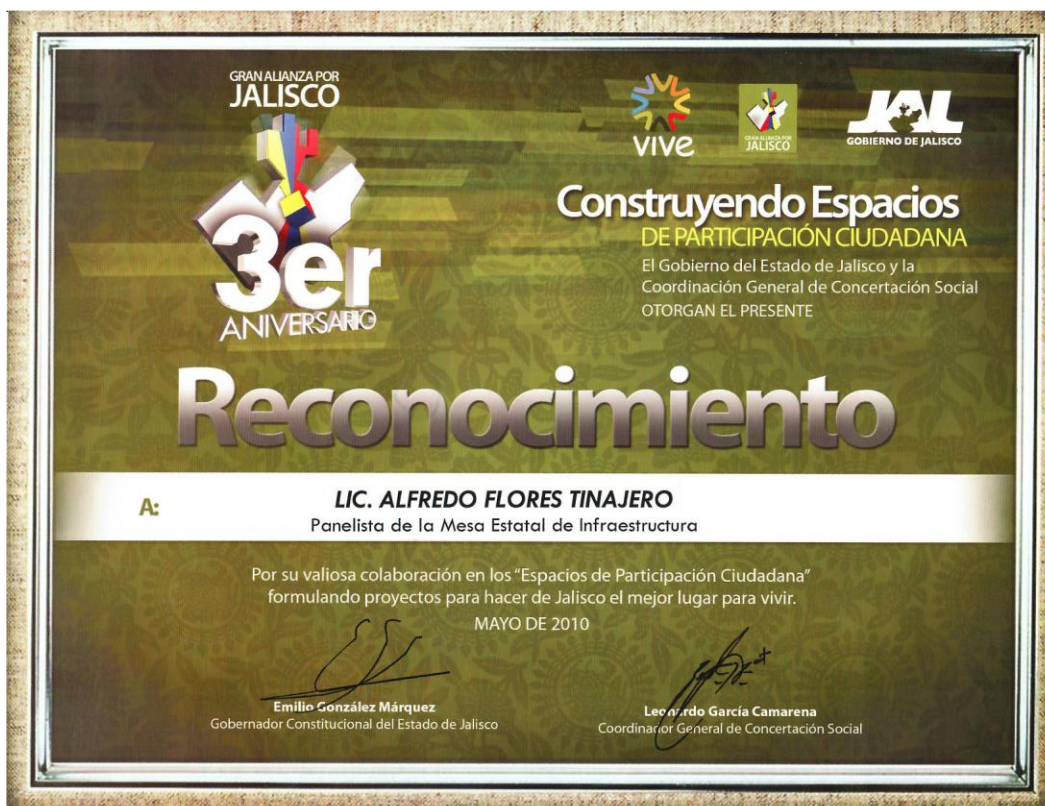 GRAN ALIANZA POR
JALISCO
3er
ANIVERSARIO
VIVE
GRAN ALIANZA POR
JALISCO
JAL
GOBIERNO DE JALISCO
Construyendo Espacios
DE PARTICIPACIÓN CIUDADANA
El Gobierno del Estado de Jalisco y la
Coordinación General de Concertación Social
OTORGAN EL PRESENTE
Reconocimiento
A:
LIC. ALFREDO FLORES TINAJERO
Panelista de la Mesa Estatal de Infraestructura
Por su valiosa colaboración en los "Espacios de Participación Ciudadana"
formulando proyectos para hacer de Jalisco el mejor lugar para vivir.
MAYO DE 2010
Emilio González Márquez
Gobernador Constitucional del Estado de Jalisco
Leonardo García Camarena
Coordinador General de Concertación Social